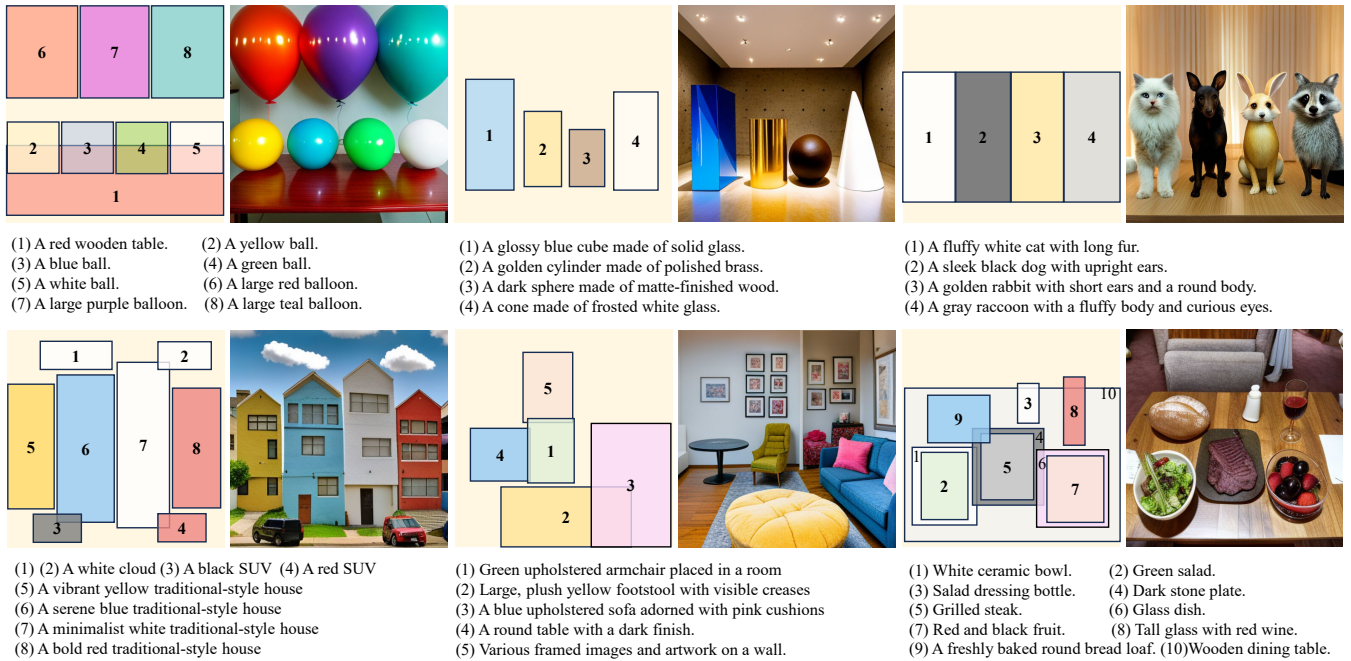 6 7 8
2 3 4 5
1
1 2 3 4
1 2 3 4
(1) A red wooden table. (2) A yellow ball.
(3) A blue ball. (4) A green ball.
(5) A white ball. (6) A large red balloon.
(7) A large purple balloon. (8) A large teal balloon.
(1) A glossy blue cube made of solid glass.
(2) A golden cylinder made of polished brass.
(3) A dark sphere made of matte-finished wood.
(4) A cone made of frosted white glass.
(1) A fluffy white cat with long fur.
(2) A sleek black dog with upright ears.
(3) A golden rabbit with short ears and a round body.
(4) A gray raccoon with a fluffy body and curious eyes.
1 2
5 6 7 8
3 4
5
4 1
3
2
10
3 8
9
4
1 5 6
2 7
(1) (2) A white cloud (3) A black SUV (4) A red SUV
(5) A vibrant yellow traditional-style house
(6) A serene blue traditional-style house
(7) A minimalist white traditional-style house
(8) A bold red traditional-style house
(1) Green upholstered armchair placed in a room
(2) Large, plush yellow footstool with visible creases
(3) A blue upholstered sofa adorned with pink cushions
(4) A round table with a dark finish.
(5) Various framed images and artwork on a wall.
(1) White ceramic bowl. (2) Green salad.
(3) Salad dressing bottle. (4) Dark stone plate.
(5) Grilled steak. (6) Glass dish.
(7) Red and black fruit. (8) Tall glass with red wine.
(9) A freshly baked round bread loaf. (10)Wooden dining table.